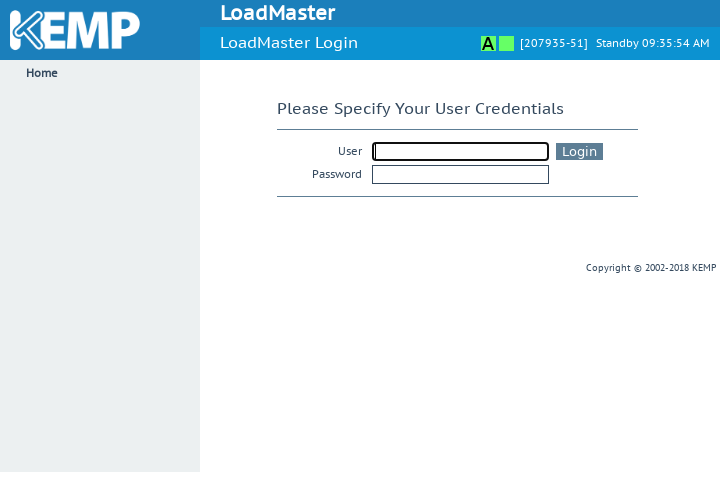 KEMP
LoadMaster
LoadMaster Login
A [207935-51] Standby 09:35:54 AM
Home
Please Specify Your User Credentials
User Login
Password
Copyright © 2002-2018 KEMP